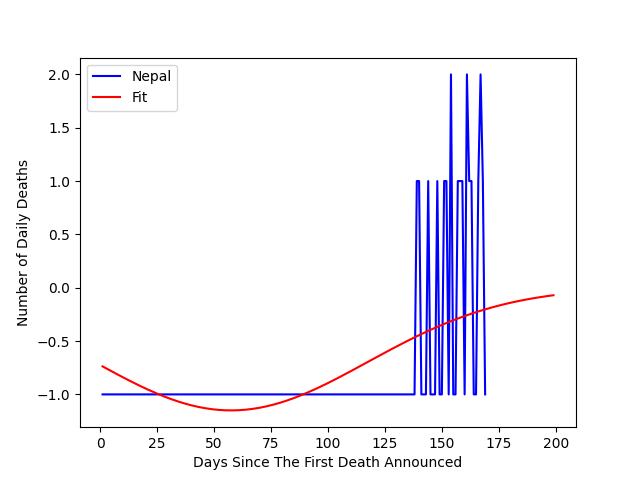 Nepal
Fit
2.0
1.5
1.0
0.5
0.0
−0.5
−1.0
Number of Daily Deaths
0 25 50 75 100 125 150 175 200
Days Since The First Death Announced